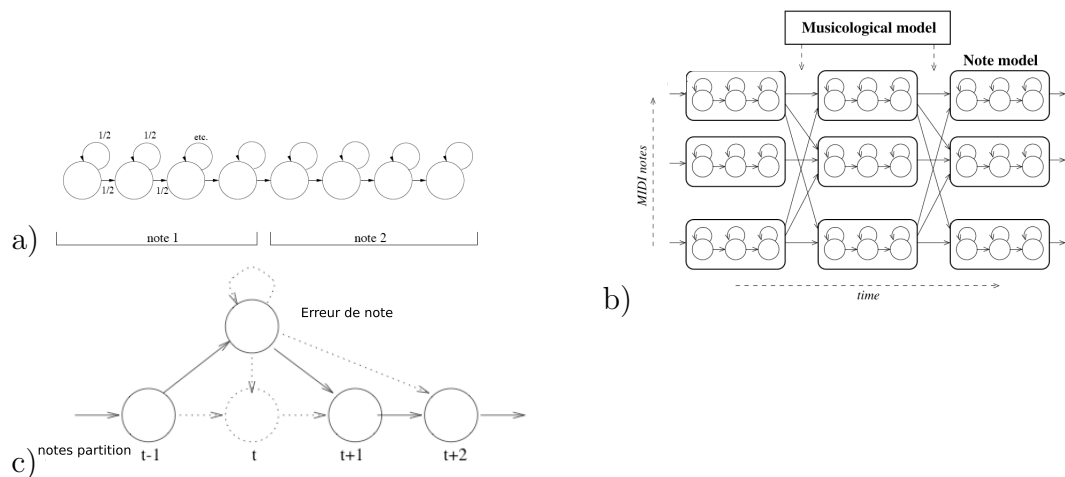 1/2
1/2
etc.
1/2
1/2
note 1
note 2
a)
Musicological model
Note model
MIDI notes
time
b)
Erreur de note
notes partition
t-1
t
t+1
t+2
c)